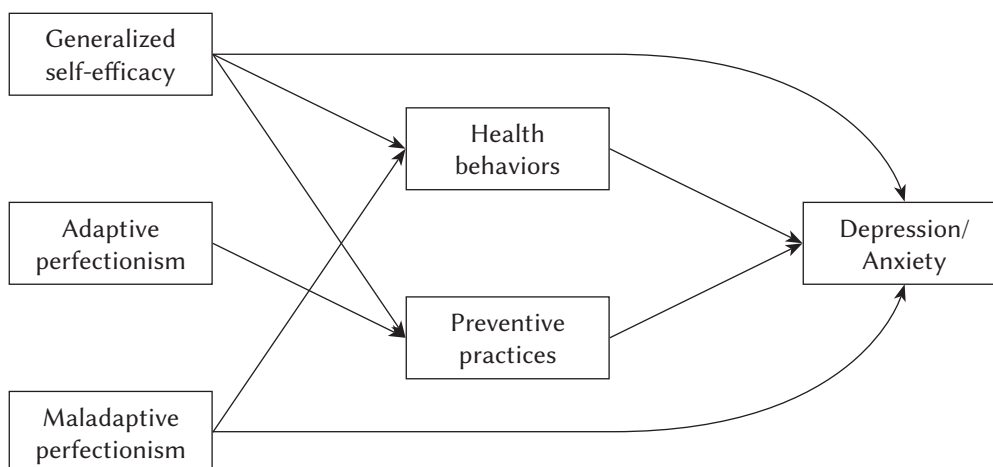 Generalized
self-efficacy
Health
behaviors
Adaptive
perfectionism
Depression/
Anxiety
Preventive
practices
Maladaptive
perfectionism